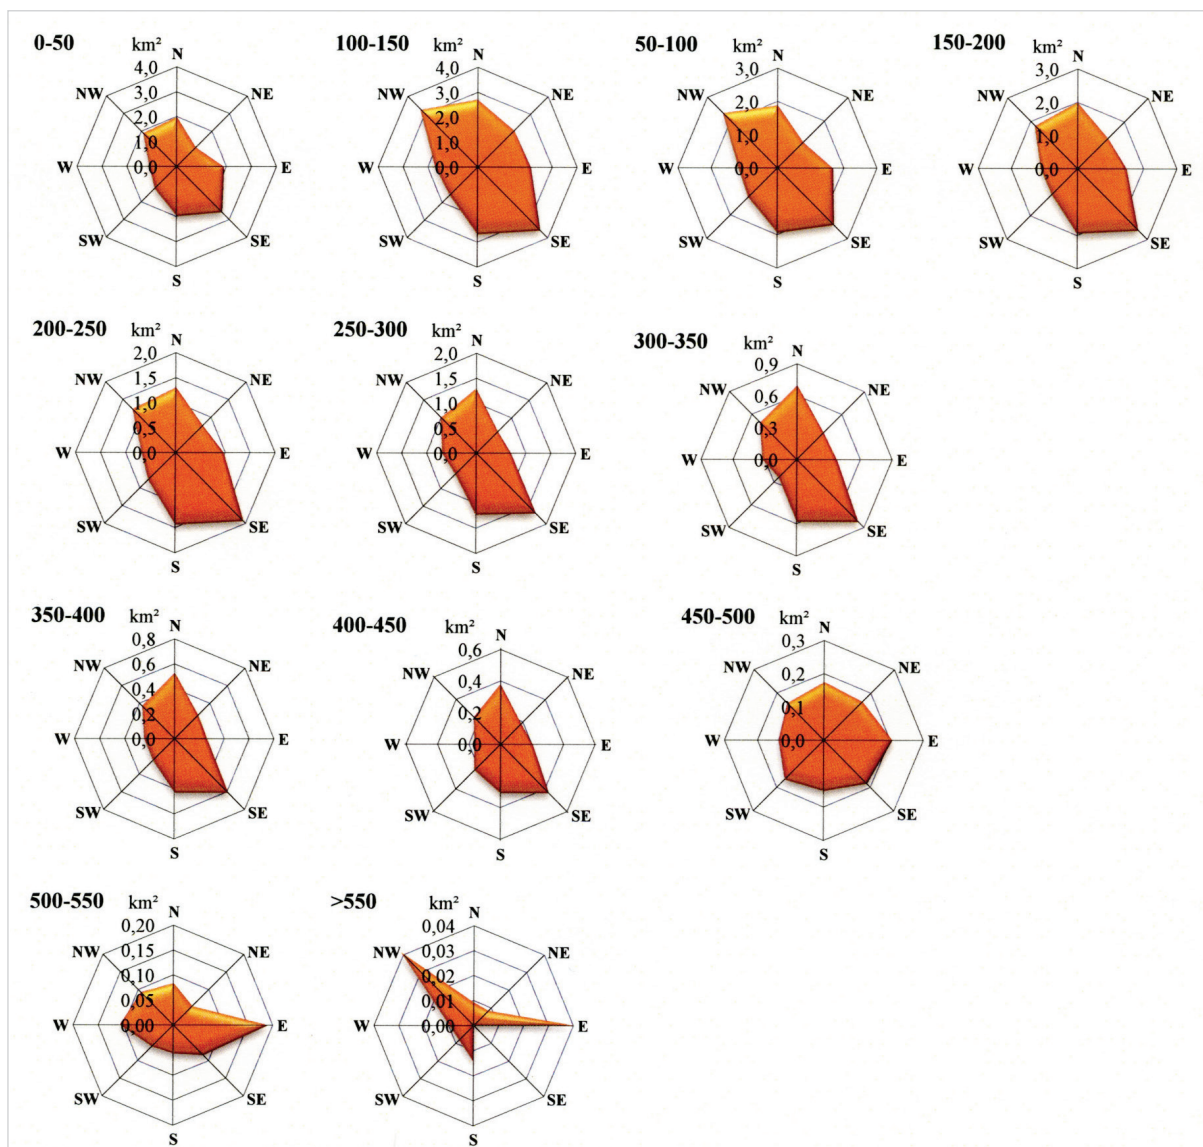 0-50 km² N 100-150 km² N 50-100 km² N 150-200 km² N
4,0 4,0 3,0 3,0
NW 3,0 NE NW 3,0 NE NW 2,0 NE NW 2,0 NE
2,0 2,0
1,0 1,0 1,0 1,0
W 0,0 E W 0,0 E W 0,0 E W 0,0 E
SW SE SW SE SW SE SW SE
S S S S
200-250 km² N 250-300 km² N 300-350 km² N
2,0 2,0 0,9
NW 1,5 NE NW 1,5 NE NW 0,6 NE
1,0 1,0
0,5 0,5 0,3
W 0,0 E W 0,0 E W 0,0 E
SW SE SW SE SW SE
S S S
350-400 km² N 400-450 km² N 450-500 km² N
0,8 0,6 0,3
NW 0,6 NE NW 0,4 NE NW 0,2 NE
0,4
0,2 0,2 0,1
W 0,0 E W 0,0 E W 0,0 E
SW SE SW SE SW SE
S S S
500-550 km² N >550 km² N
0,20 0,04
NW 0,15 NE NW 0,03 NE
0,10 0,02
0,05 0,01
W 0,00 E W 0,00 E
SW SE SW SE
S S